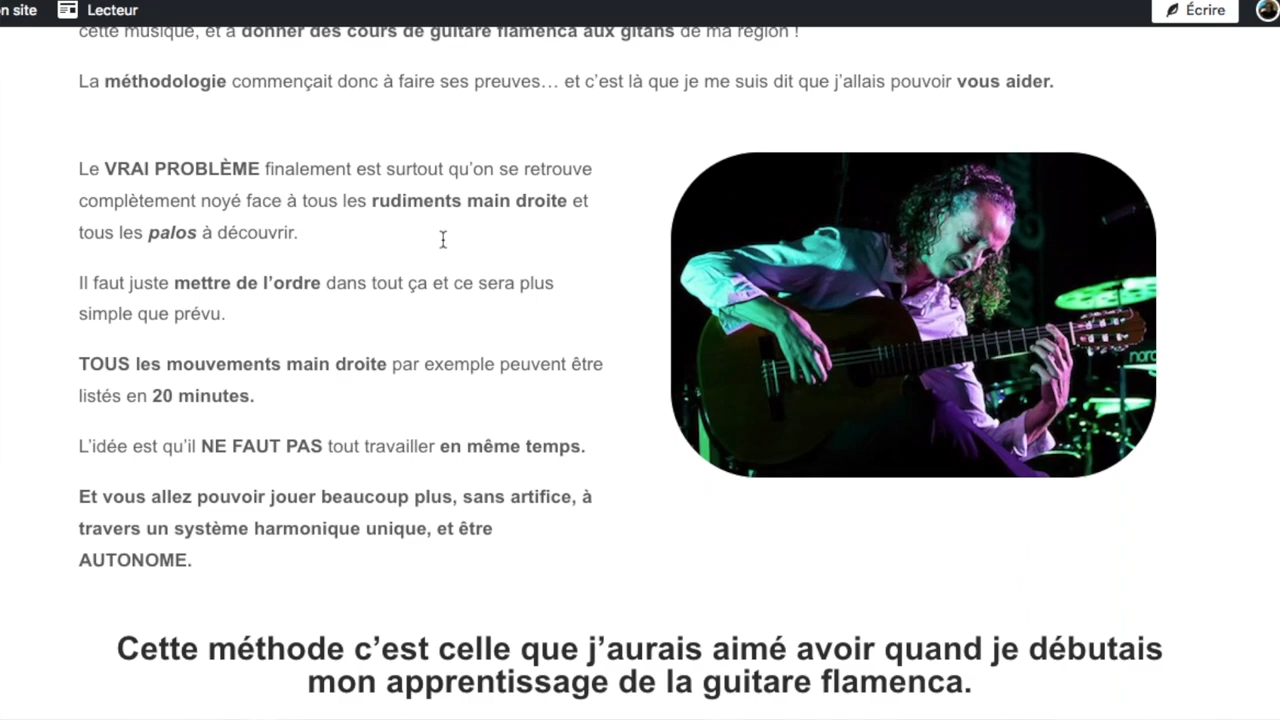 n site Lecteur Écrire
cette musique, et à donner des cours de guitare flamenca aux gitans de ma région !
La méthodologie commençait donc à faire ses preuves… et c’est là que je me suis dit que j’allais pouvoir vous aider.
Le VRAI PROBLÈME finalement est surtout qu’on se retrouve
complètement noyé face à tous les rudiments main droite et
tous les palos à découvrir.
Il faut juste mettre de l’ordre dans tout ça et ce sera plus
simple que prévu.
TOUS les mouvements main droite par exemple peuvent être
listés en 20 minutes.
L’idée est qu’il NE FAUT PAS tout travailler en même temps.
Et vous allez pouvoir jouer beaucoup plus, sans artifice, à
travers un système harmonique unique, et être
AUTONOME.
nord
Cette méthode c’est celle que j’aurais aimé avoir quand je débutais
mon apprentissage de la guitare flamenca.